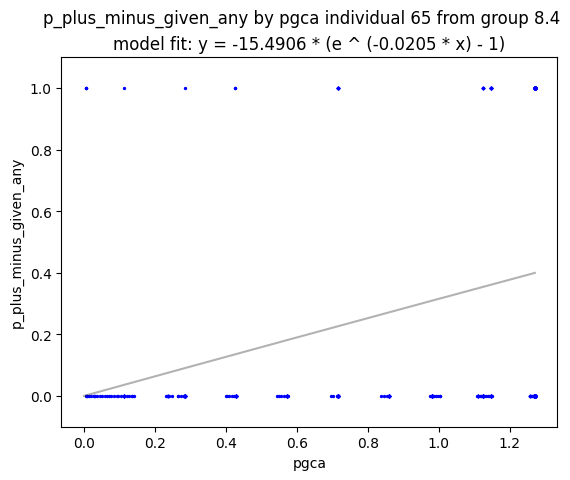 p_plus_minus_given_any by pgca individual 65 from group 8.4
model fit: y = -15.4906 * (e ^ (-0.0205 * x) - 1)
1.0
0.8
0.6
0.4
0.2
0.0
p_plus_minus_given_any
0.0 0.2 0.4 0.6 0.8 1.0 1.2
pgca